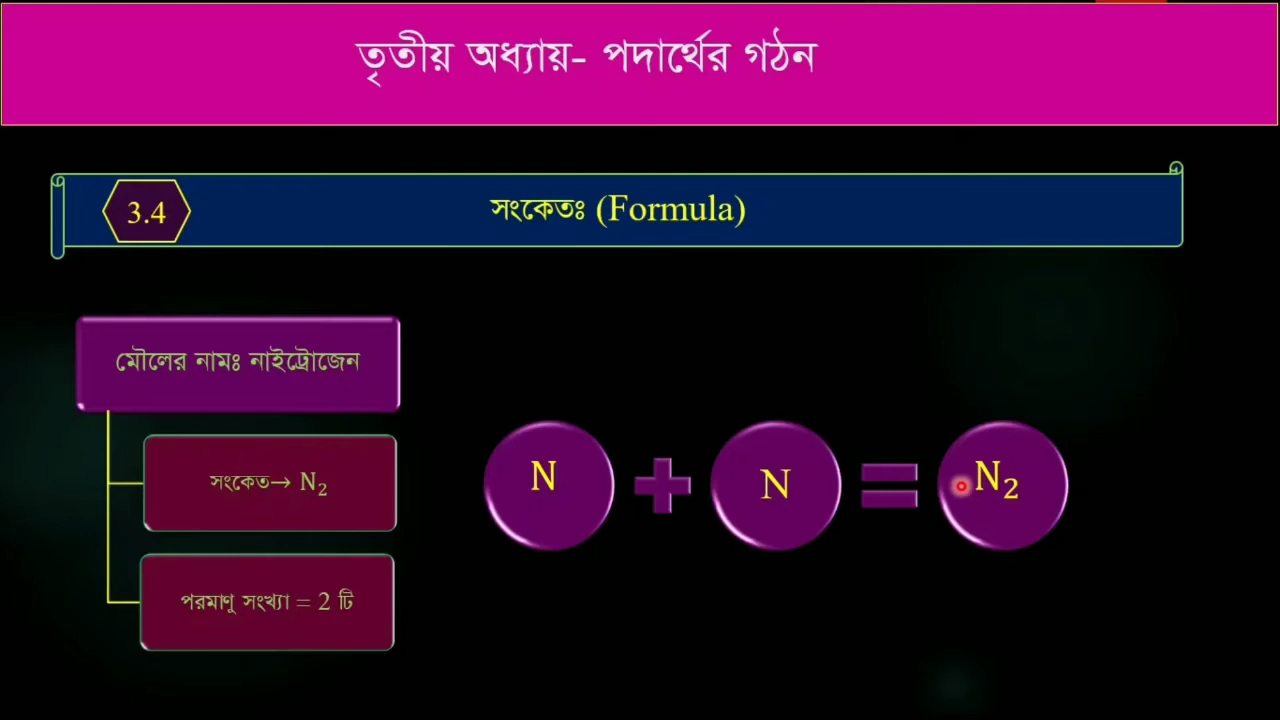 তৃতীয় অধ্যায়- পদার্থের গঠন
3.4
সংকেতঃ (Formula)
মৌলের নামঃ নাইট্রোজেন
সংকেত→ N₂
পরমাণু সংখ্যা = 2 টি
N + N = N₂